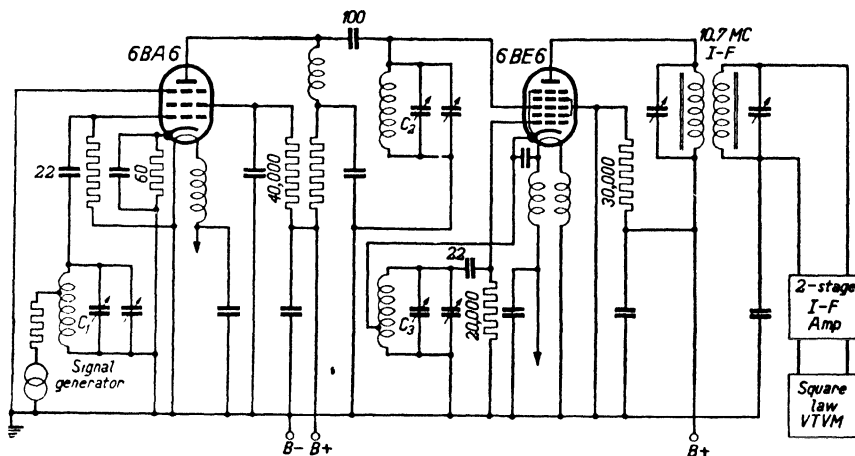 100
6BA6
6BE6
10.7 MC
I-F
C2
22
60
40,000
30,000
22
C1
C3
20,000
Signal
generator
2-stage
I-F
Amp
Square
law
VTVM
B-
B+
B+